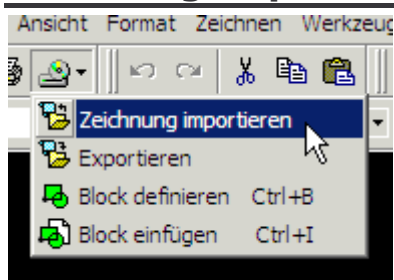 Ansicht Format Zeichnen Werkzeug
Zeichnung importieren
Exportieren
Block definieren Ctrl+B
Block einfügen Ctrl+I